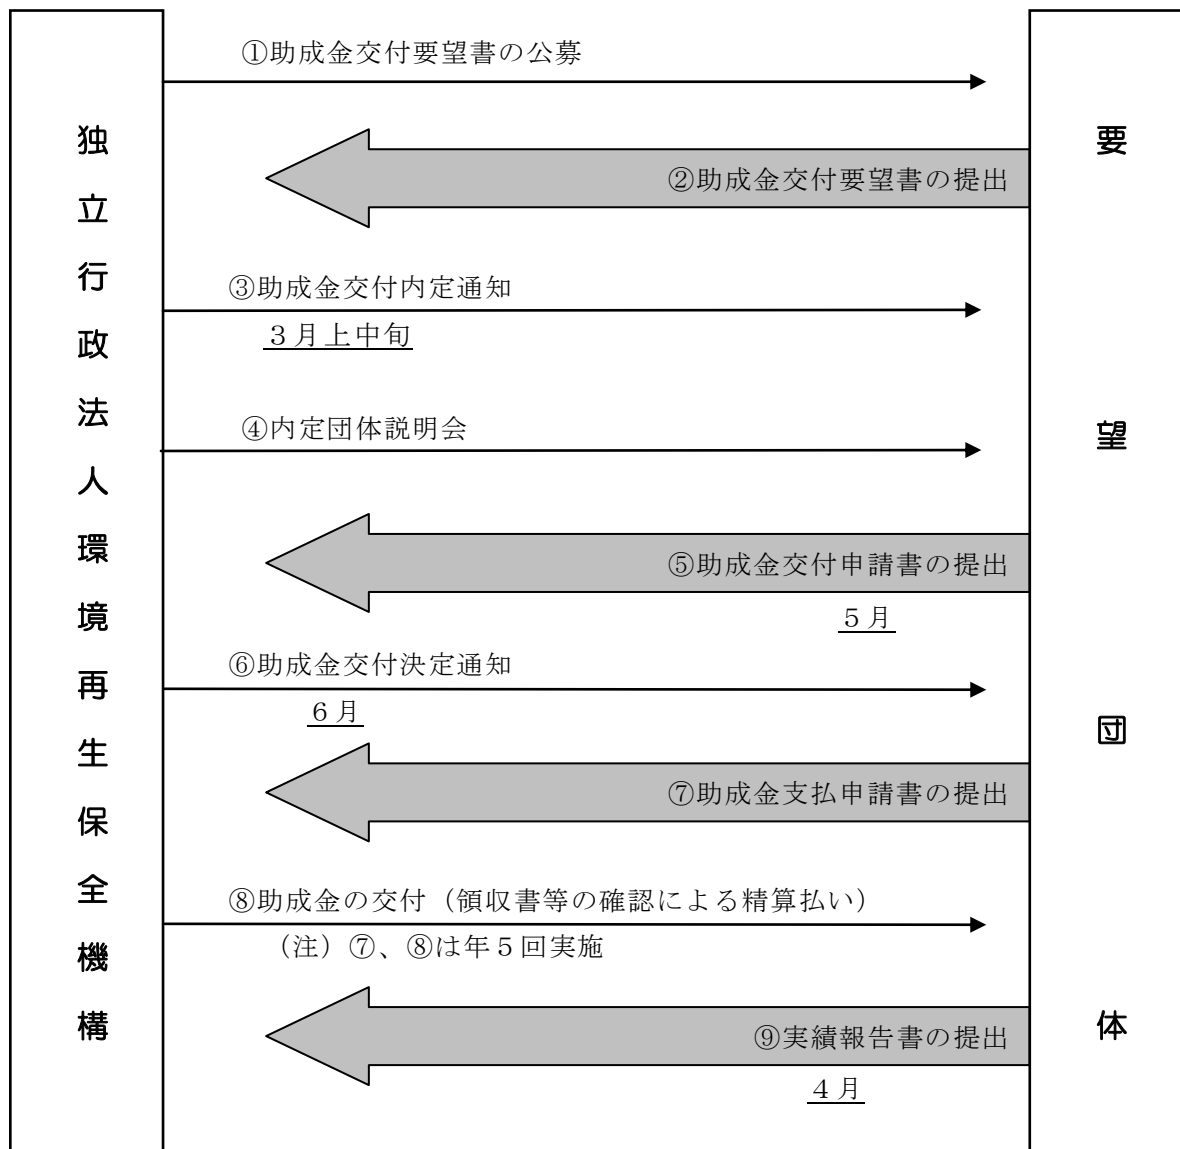 独立行政法人環境再生保全機構
①助成金交付要望書の公募
②助成金交付要望書の提出
③助成金交付内定通知
３月上中旬
④内定団体説明会
⑤助成金交付申請書の提出
５月
⑥助成金交付決定通知
６月
⑦助成金支払申請書の提出
⑧助成金の交付（領収書等の確認による精算払い）
（注）⑦、⑧は年５回実施
⑨実績報告書の提出
４月
要望団体